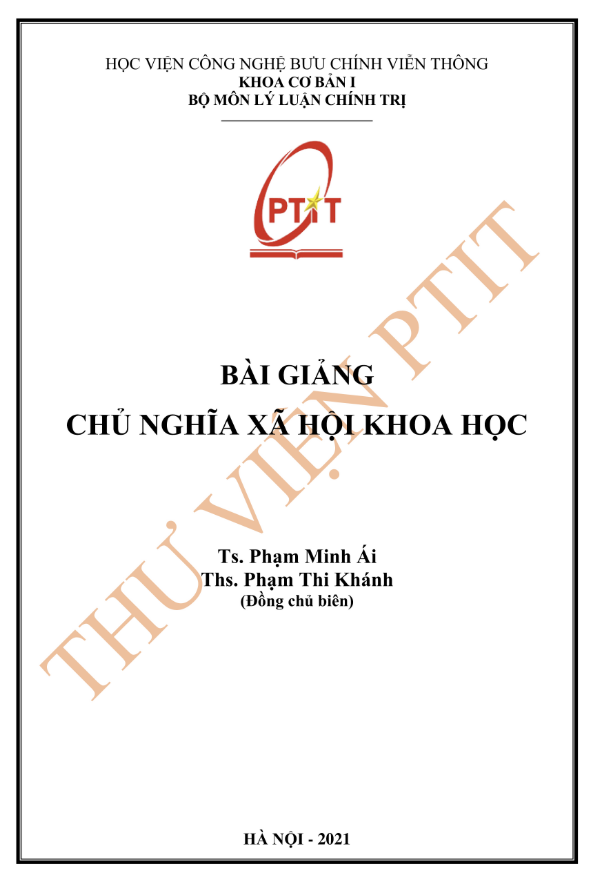 HỌC VIỆN CÔNG NGHỆ BƯU CHÍNH VIỄN THÔNG
KHOA CƠ BẢN I
BỘ MÔN LÝ LUẬN CHÍNH TRỊ
PTIT
BÀI GIẢNG
CHỦ NGHĨA XÃ HỘI KHOA HỌC
THƯ VIỆN PTIT
Ts. Phạm Minh Ái
Ths. Phạm Thi Khánh
(Đồng chủ biên)
HÀ NỘI - 2021